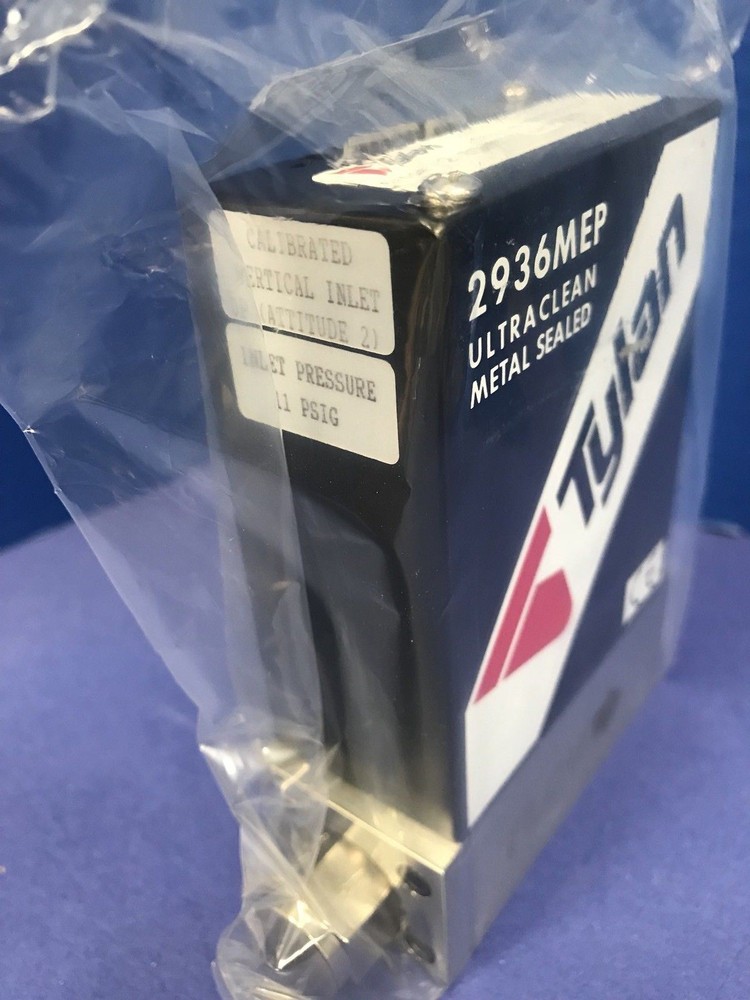 CALIBRATED
VERTICAL INLET
(ATTITUDE 2)
INLET PRESSURE
11 PSIG
2936MEP
ULTRACLEAN
METAL SEALED
Tylan